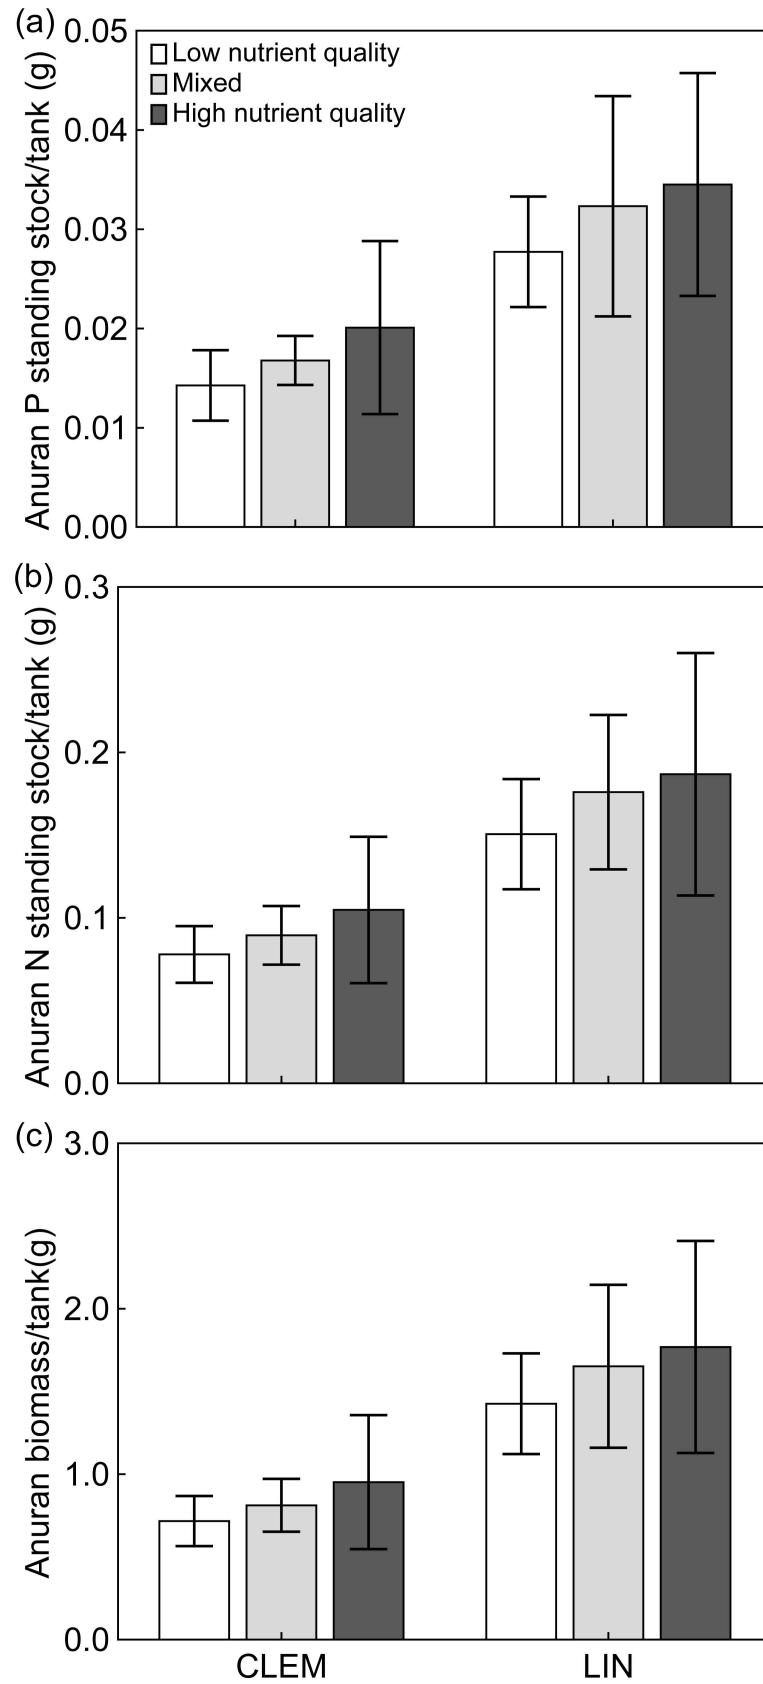 (a)
Anuran P standing stock/tank (g)
0.05
0.04
0.03
0.02
0.01
0.00
Low nutrient quality
Mixed
High nutrient quality
(b)
Anuran N standing stock/tank (g)
0.3
0.2
0.1
0.0
(c)
Anuran biomass/tank(g)
3.0
2.0
1.0
0.0
CLEM LIN